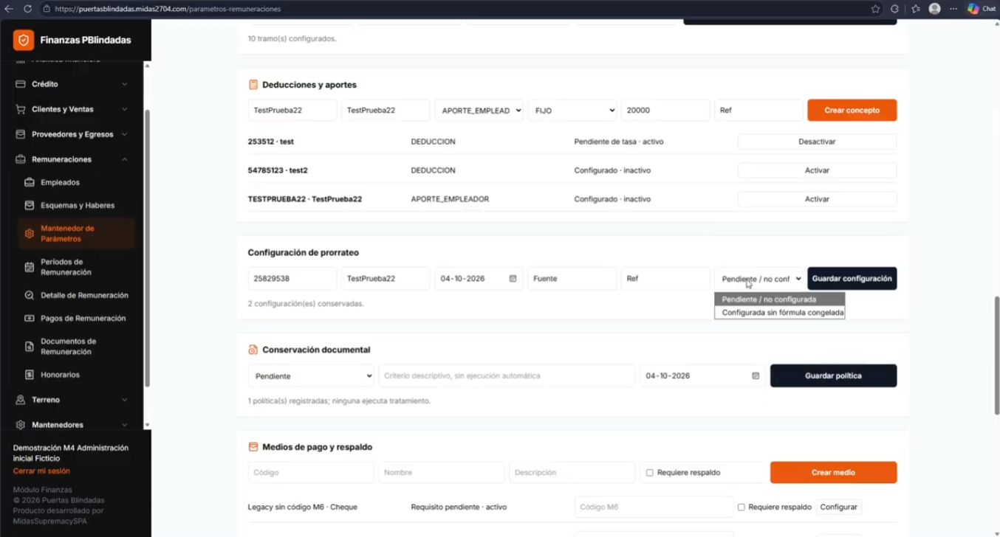 https://puertasblindadas.midas2704.com/parametros-remuneraciones
Chat
Finanzas PBlindadas
Crédito
Clientes y Ventas
Proveedores y Egresos
Remuneraciones
Empleados
Esquemas y Haberes
Mantenedor de
Parámetros
Períodos de
Remuneración
Detalle de Remuneración
Pagos de Remuneración
Documentos de
Remuneración
Honorarios
Terreno
Mantenedores
Demostración M4 Administración
inicial Ficticio
Cerrar mi sesión
Módulo Finanzas
© 2026 Puertas Blindadas
Producto desarrollado por
MidasSupremacySPA
10 tramo(s) configurados.
Deducciones y aportes
TestPrueba22 TestPrueba22 APORTE_EMPLEAD FIJO 20000 Ref Crear concepto
253512 · test DEDUCCION Pendiente de tasa · activo Desactivar
54785123 · test2 DEDUCCION Configurado · inactivo Activar
TESTPRUEBA22 · TestPrueba22 APORTE_EMPLEADOR Configurado · inactivo Activar
Configuración de prorrateo
25829538 TestPrueba22 04-10-2026 Fuente Ref Pendiente / no conf Guardar configuración
Pendiente / no configurada
2 configuración(es) conservadas.
Configurada sin fórmula congelada
Conservación documental
Pendiente Criterio descriptivo, sin ejecución automática 04-10-2026 Guardar política
1 política(s) registradas; ninguna ejecuta tratamiento.
Medios de pago y respaldo
Código Nombre Descripción Requiere respaldo Crear medio
Legacy sin código M6 · Cheque Requisito pendiente · activo Código M6 Requiere respaldo Configurar